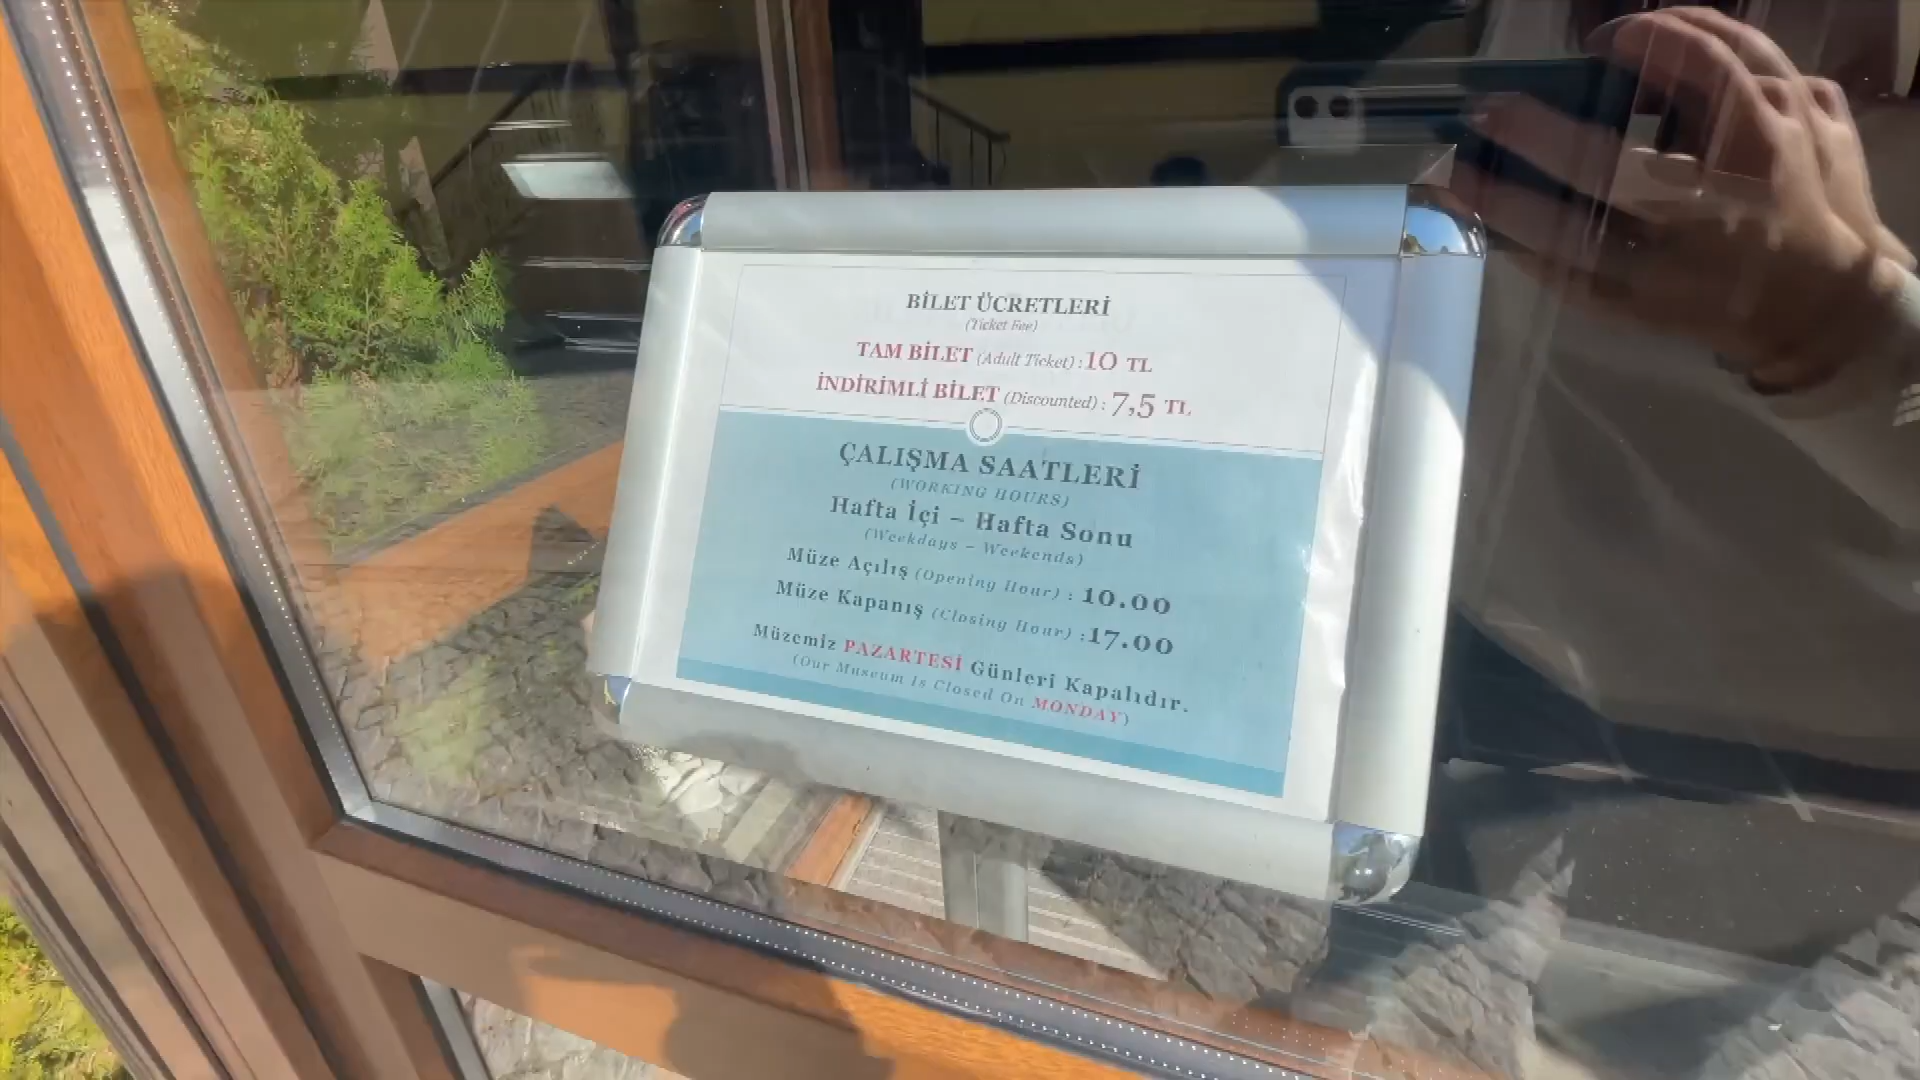 BİLET ÜCRETLERİ
(Ticket Fee)
TAM BİLET (Adult Ticket) : 10 TL
İNDİRİMLİ BİLET (Discounted) : 7,5 TL
ÇALIŞMA SAATLERİ
(WORKING HOURS)
Hafta İçi – Hafta Sonu
(Weekdays – Weekends)
Müze Açılış (Opening Hour) : 10.00
Müze Kapanış (Closing Hour) :17.00
Müzemiz PAZARTESİ Günleri Kapalıdır.
(Our Museum Is Closed On MONDAY)